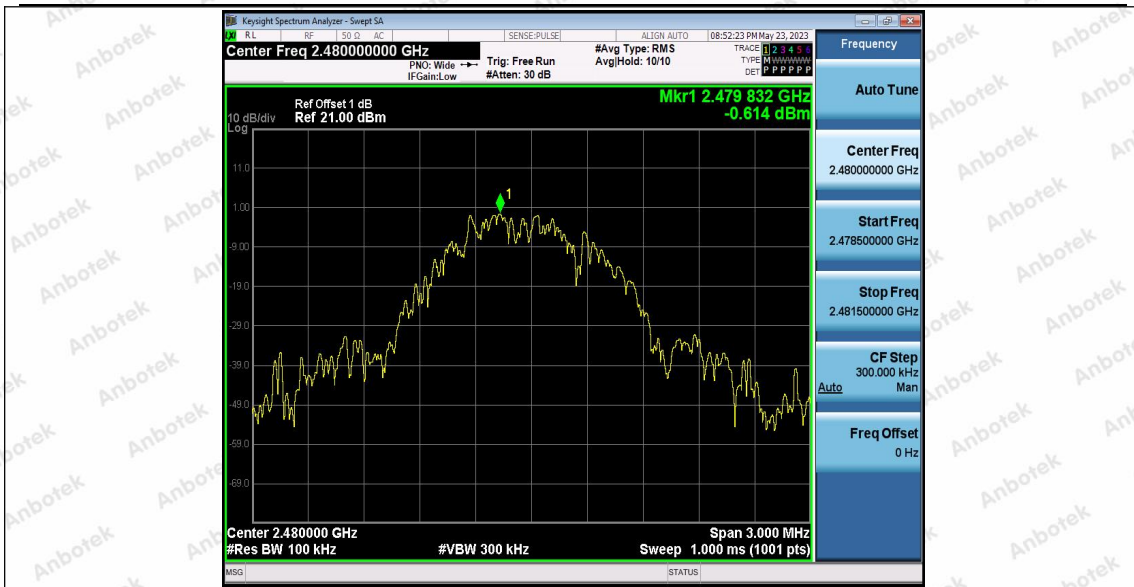 Keysight Spectrum Analyzer - Swept SA
LXI RL RF 50 Ω AC SENSE:PULSE ALIGN AUTO 08:52:23 PM May 23, 2023
Center Freq 2.480000000 GHz
PNO: Wide
IFGain:Low
Trig: Free Run
#Atten: 30 dB
#Avg Type: RMS
Avg|Hold: 10/10
TRACE 1 2 3 4 5 6
TYPE M WWWWW
DET P P P P P P
Frequency
Mkr1 2.479 832 GHz
-0.614 dBm
Ref Offset 1 dB
10 dB/div Ref 21.00 dBm
Log
11.0
1.00
-9.00
-19.0
-29.0
-39.0
-49.0
-59.0
-69.0
1
Center 2.480000 GHz
Span 3.000 MHz
#Res BW 100 kHz
#VBW 300 kHz
Sweep 1.000 ms (1001 pts)
MSG
STATUS
Auto Tune
Center Freq
2.480000000 GHz
Start Freq
2.478500000 GHz
Stop Freq
2.481500000 GHz
CF Step
300.000 kHz
Auto Man
Freq Offset
0 Hz
Anbotek